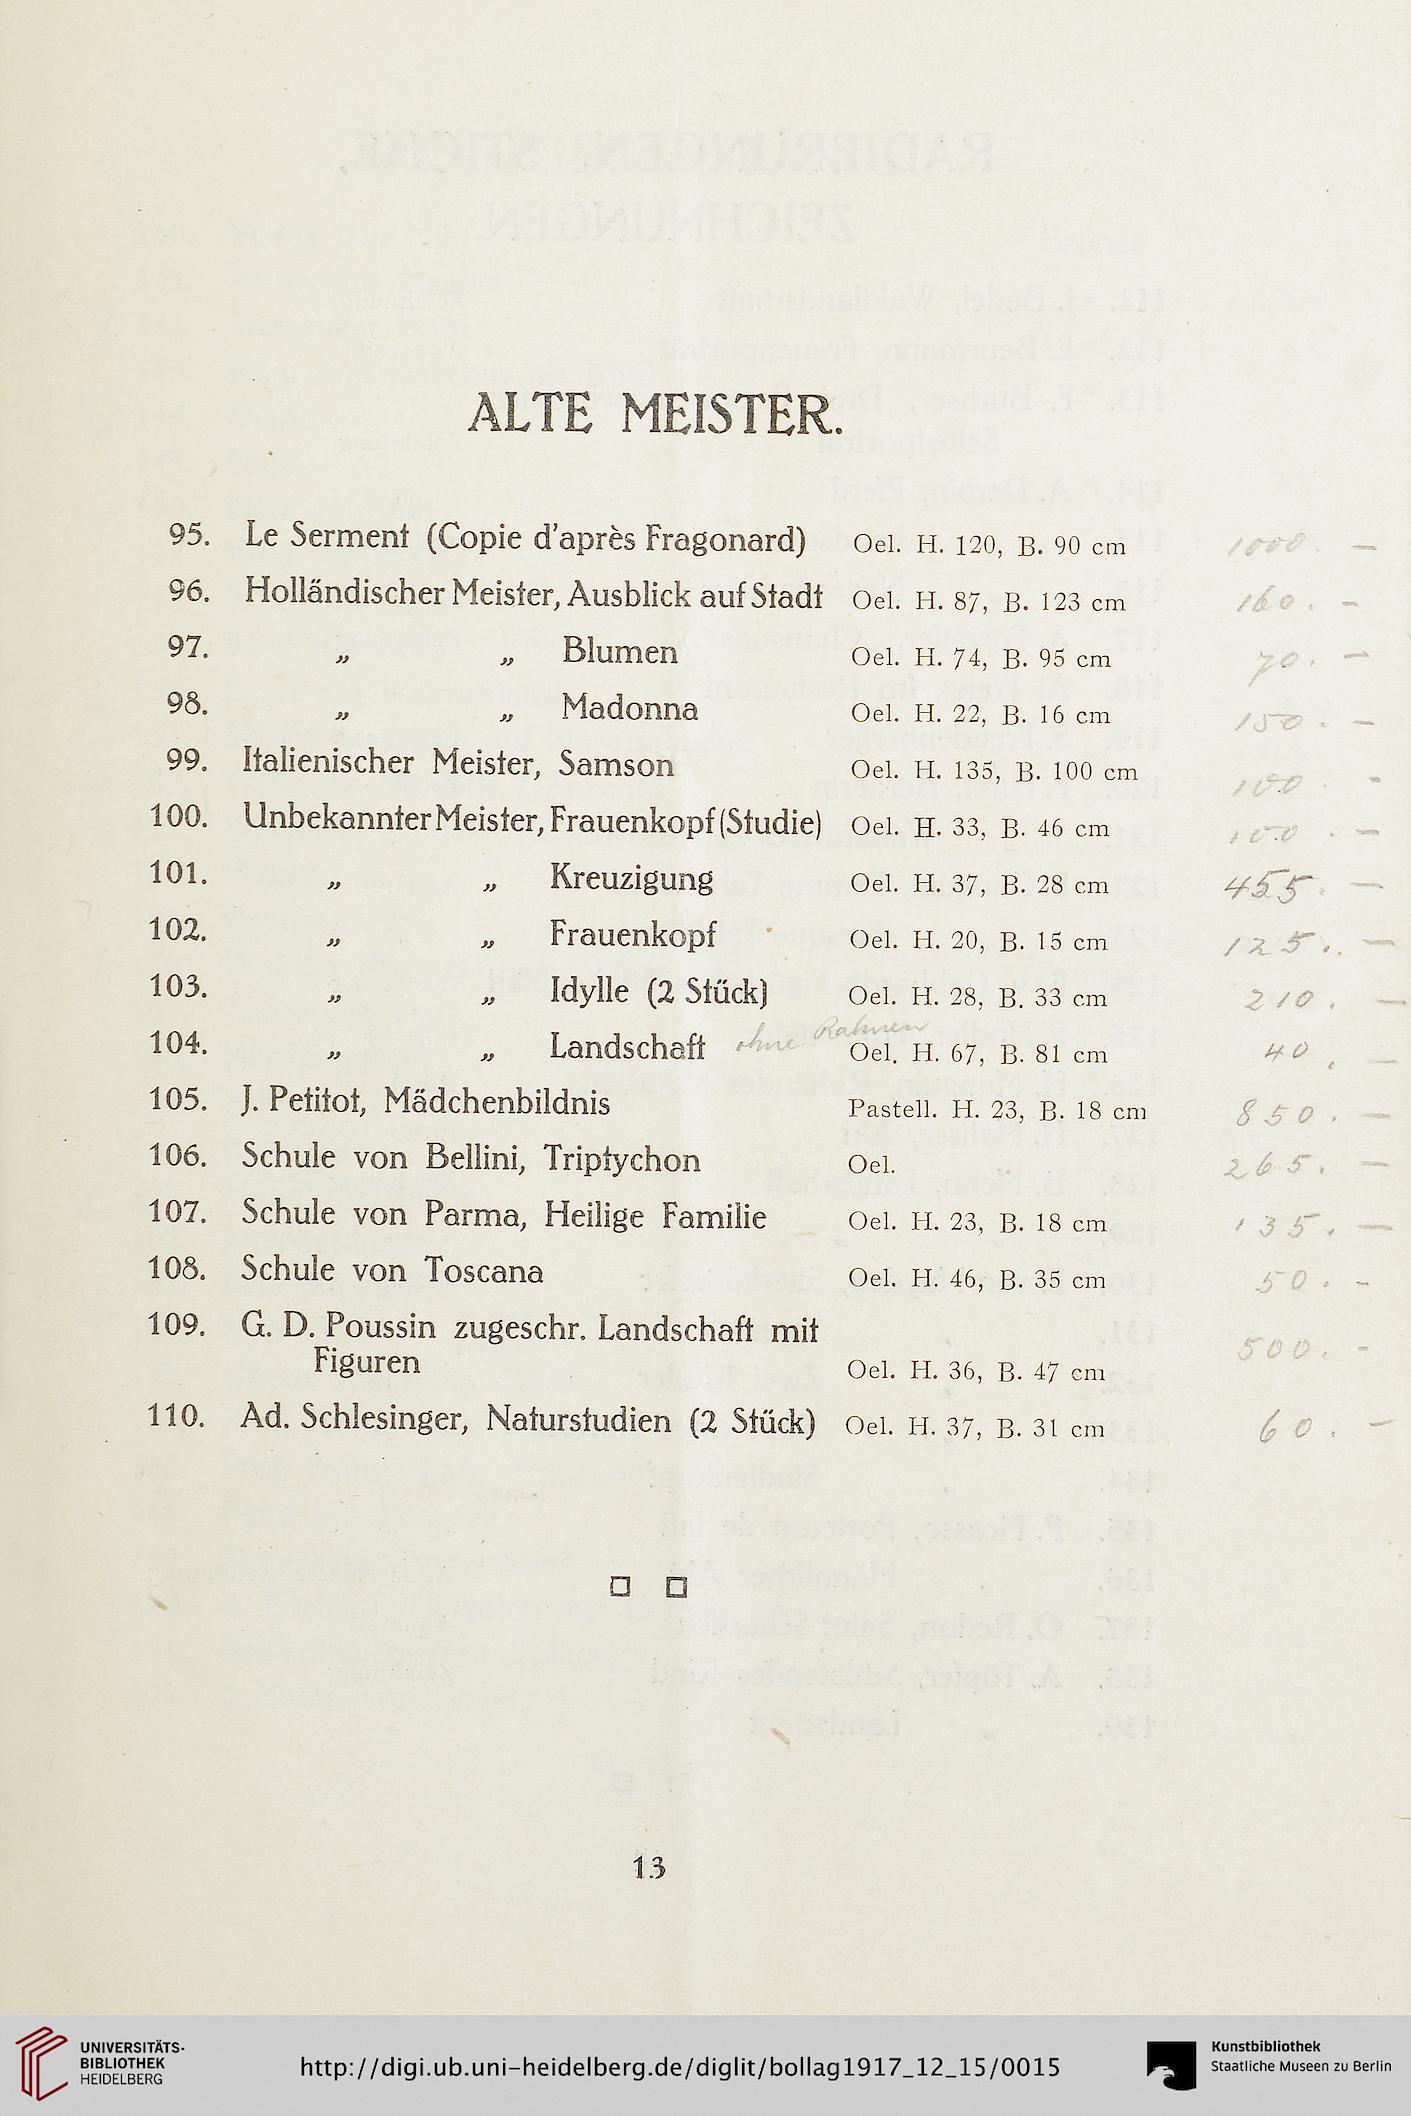 ALTE MEISTER.
95. Le Serment (Copie d'après Fragonard) Oel. H. 120, B. 90 cm 1000. —
96. Holländischer Meister, Ausblick auf Stadt Oel. H. 87, B. 123 cm 160. —
97. „ „ Blumen Oel. H. 74, B. 95 cm 70. —
98. „ „ Madonna Oel. H. 22, B. 16 cm 150. —
99. Italienischer Meister, Samson Oel. H. 135, B. 100 cm
100. Unbekannter Meister, Frauenkopf (Studie) Oel. H. 33, B. 46 cm
101. „ „ Kreuzigung Oel. H. 37, B. 28 cm 455. —
102. „ „ Frauenkopf Oel. H. 20, B. 15 cm 125. —
103. „ „ Idylle (2 Stück) Oel. H. 28, B. 33 cm 210. —
104. „ „ Landschaft ohne Rahmen Oel. H. 67, B. 81 cm 40. —
105. J. Petitot, Mädchenbildnis Pastell. H. 23, B. 18 cm 850. —
106. Schule von Bellini, Triptychon Oel. 265. —
107. Schule von Parma, Heilige Familie Oel. H. 23, B. 18 cm 135. —
108. Schule von Toscana Oel. H. 46, B. 35 cm 50. —
109. G. D. Poussin zugeschr. Landschaft mit
Figuren Oel. H. 36, B. 47 cm 500. —
110. Ad. Schlesinger, Naturstudien (2 Stück) Oel. H. 37, B. 31 cm 60. —
13
UNIVERSITÄTS-
BIBLIOTHEK
HEIDELBERG
http://digi.ub.uni-heidelberg.de/diglit/bollag1917_12_15/0015
Kunstbibliothek
Staatliche Museen zu Berlin